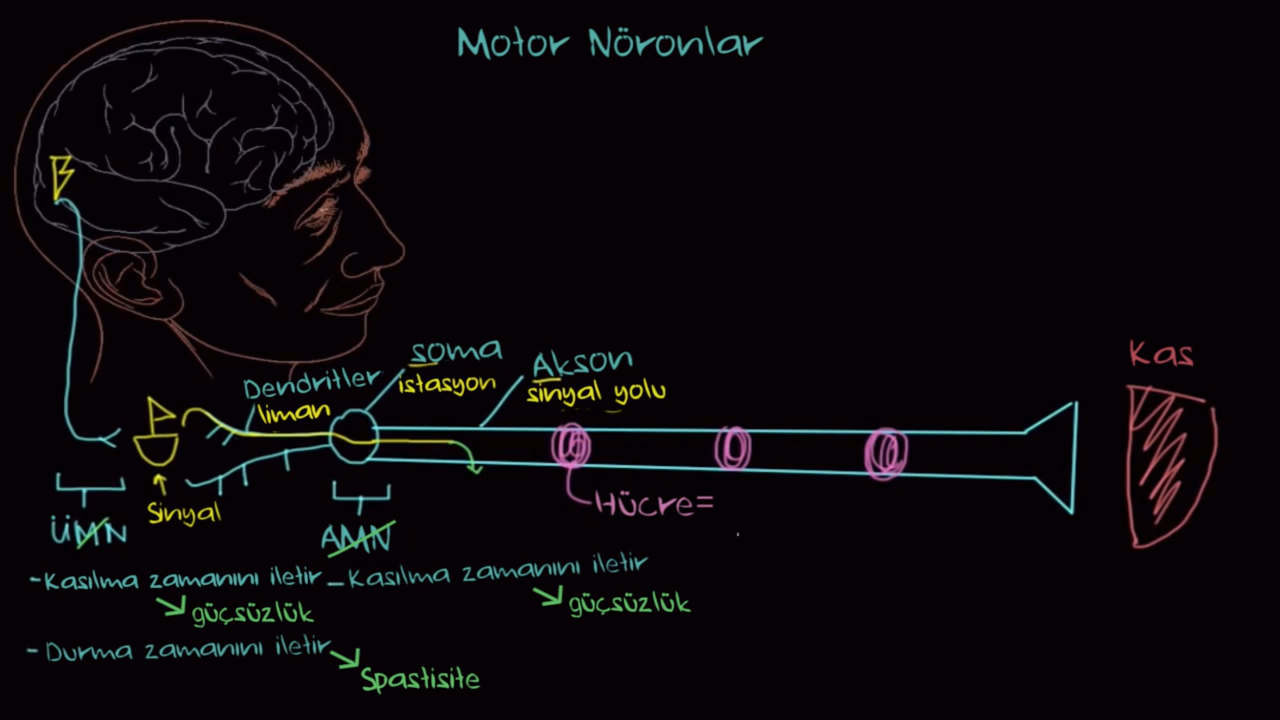 Motor Nöronlar
Kas
soma
istasyon
Akson
sinyal yolu
Dendritler
liman
Sinyal
Hücre=
ÜMN
AMN
-Kasılma zamanını iletir
güçsüzlük
-Kasılma zamanını iletir
güçsüzlük
-Durma zamanını iletir
Spastisite